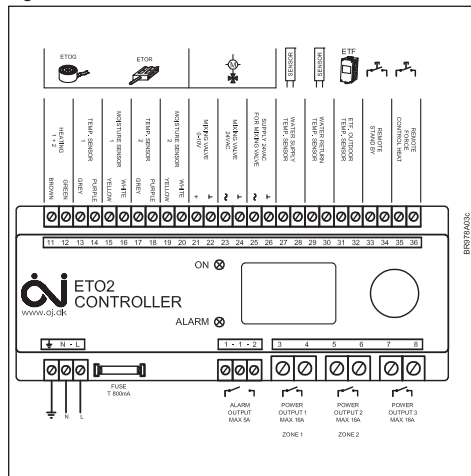 ETOG
ETOR
M
SENSOR
SENSOR
ETF
HEATING
1 + 2
TEMP. SENSOR
1
MOISTURE SENSOR
1
TEMP. SENSOR
2
MOISTURE SENSOR
2
MIXING VALVE
0-10V
MIXING VALVE
24VAC
SUPPLY 24VAC
FOR MIXING VALVE
WATER SUPPLY
TEMP. SENSOR
WATER RETURN
TEMP. SENSOR
ETF, OUTDOOR
TEMP. SENSOR
REMOTE
STAND BY
REMOTE
FORCE
CONTROL HEAT
BROWN
GREEN
GREY
PURPLE
YELLOW
WHITE
GREY
PURPLE
YELLOW
WHITE
11 12 13 14 15 16 17 18 19 20 21 22 23 24 25 26 27 28 29 30 31 32 33 34 35 36
BR978A03c
ON
OJ
www.oj.dk
ETO2
CONTROLLER
ALARM
N - L
1 - 1 - 2
3 4 5 6 7 8
N L
FUSE
T 800mA
ALARM
OUTPUT
MAX 5A
POWER
OUTPUT 1
MAX 16A
POWER
OUTPUT 2
MAX 16A
POWER
OUTPUT 3
MAX 16A
ZONE 1
ZONE 2